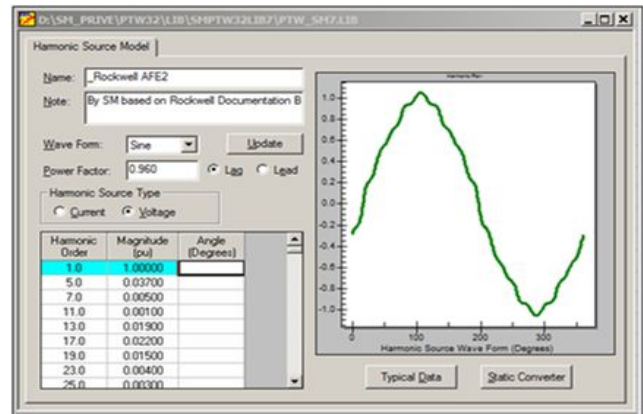 D:\SM_PRIVE\PTW32\LIB\SMPTW32LIB7\PTW_SM7.LIB
Harmonic Source Model
Name: _Rockwell AFE2
Note: By SM based on Rockwell Documentation B
Wave Form: Sine Update
Power Factor: 0.960 Lag Lead
Harmonic Source Type
Current Voltage
Harmonic Order Magnitude (pu) Angle (Degrees)
1.0 1.00000
5.0 0.03700
7.0 0.00500
11.0 0.00100
13.0 0.01900
17.0 0.02200
19.0 0.01500
23.0 0.00400
25.0 0.00300
1.0
0.8
0.6
0.4
0.2
0.0
-0.2
-0.4
-0.6
-0.8
-1.0
0 100 200 300
Harmonic Source Wave Form (Degrees)
Typical Data Static Converter